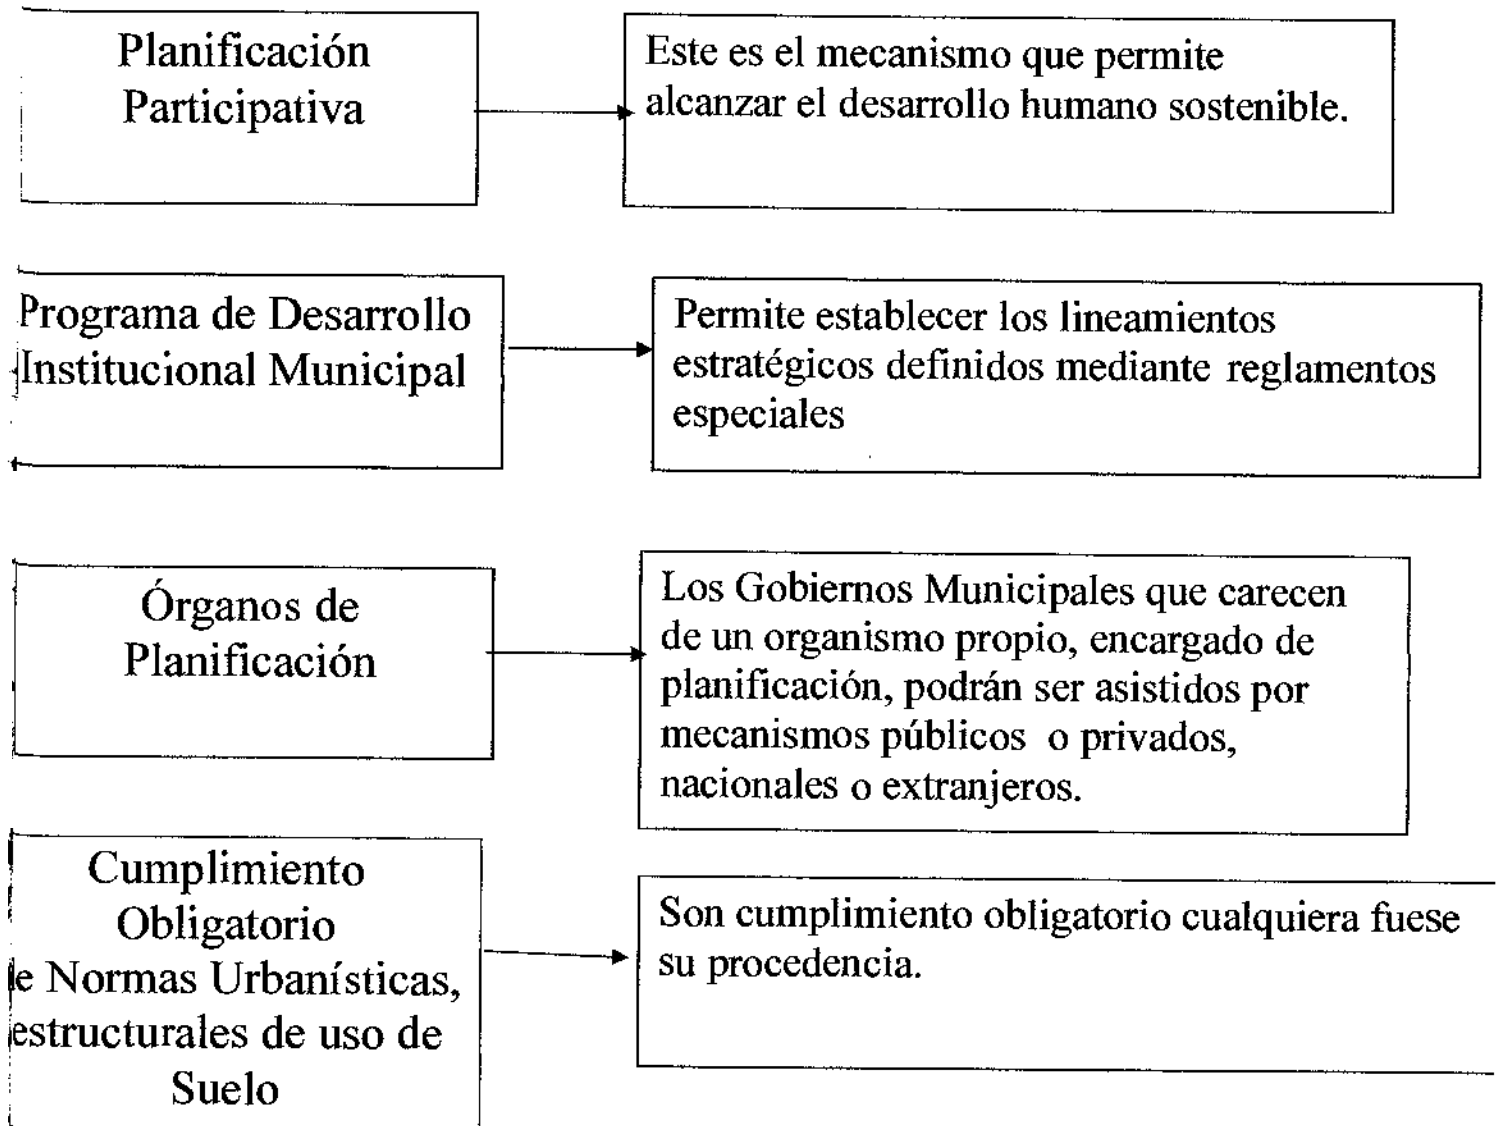 Planificación
Participativa
Este es el mecanismo que permite
alcanzar el desarrollo humano sostenible.
Programa de Desarrollo
Institucional Municipal
Permite establecer los lineamientos
estratégicos definidos mediante reglamentos
especiales
Órganos de
Planificación
Los Gobiernos Municipales que carecen
de un organismo propio, encargado de
planificación, podrán ser asistidos por
mecanismos públicos o privados,
nacionales o extranjeros.
Cumplimiento
Obligatorio
e Normas Urbanísticas,
estructurales de uso de
Suelo
Son cumplimiento obligatorio cualquiera fuese
su procedencia.